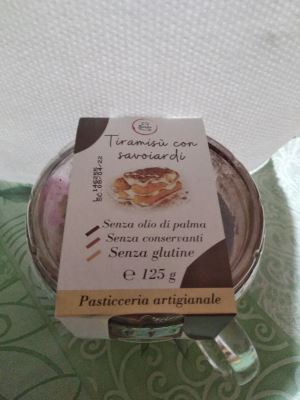 Tiramisù con
savoiardi
Senza olio di palma
Senza conservanti
Senza glutine
℮ 125 g
Pasticceria artigianale